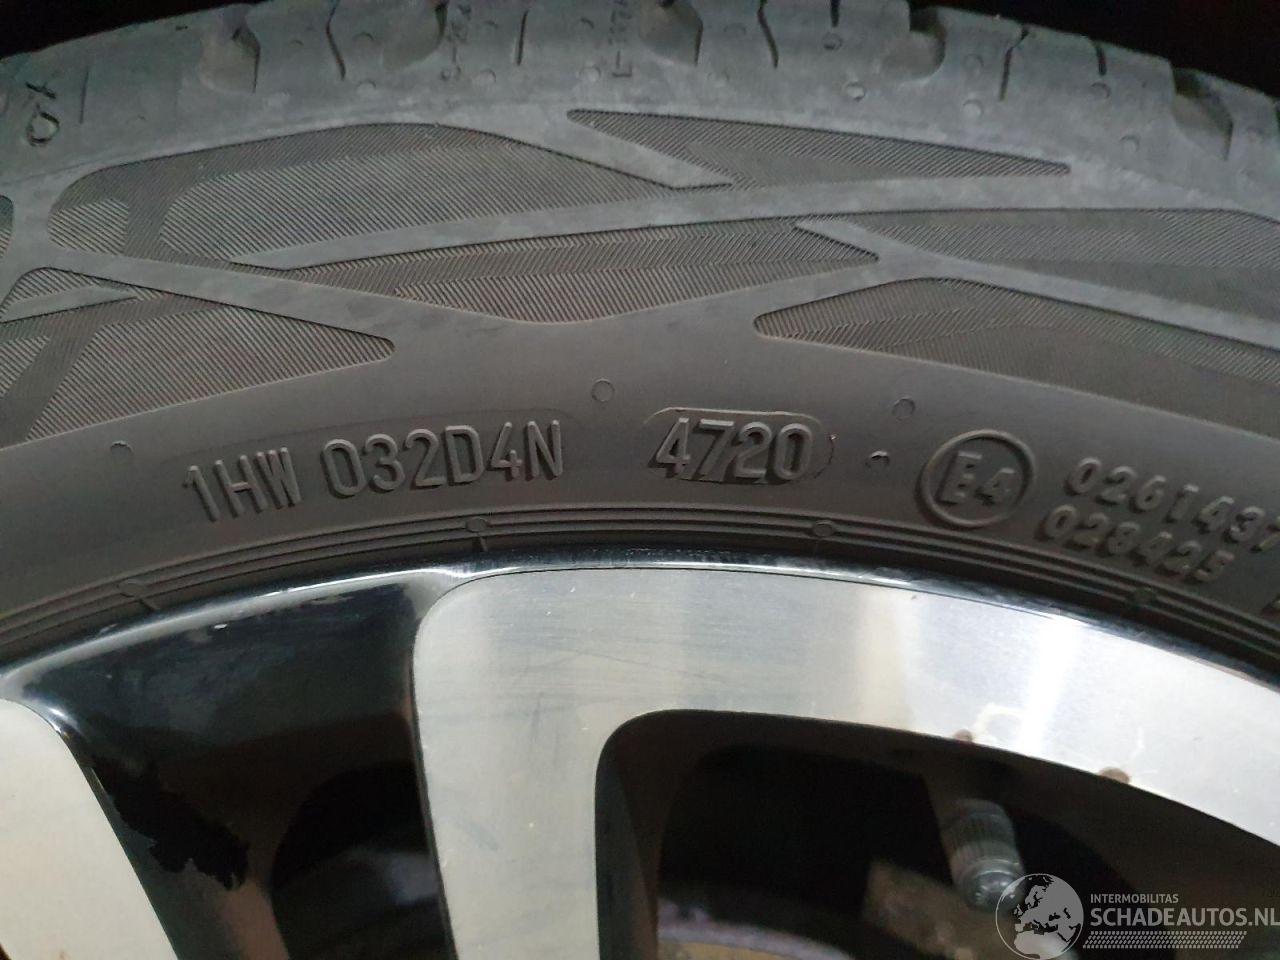 1HW 032D4N 4720 E4 0261437
028425
INTERMOBILITAS
SCHADEAUTOS.NL